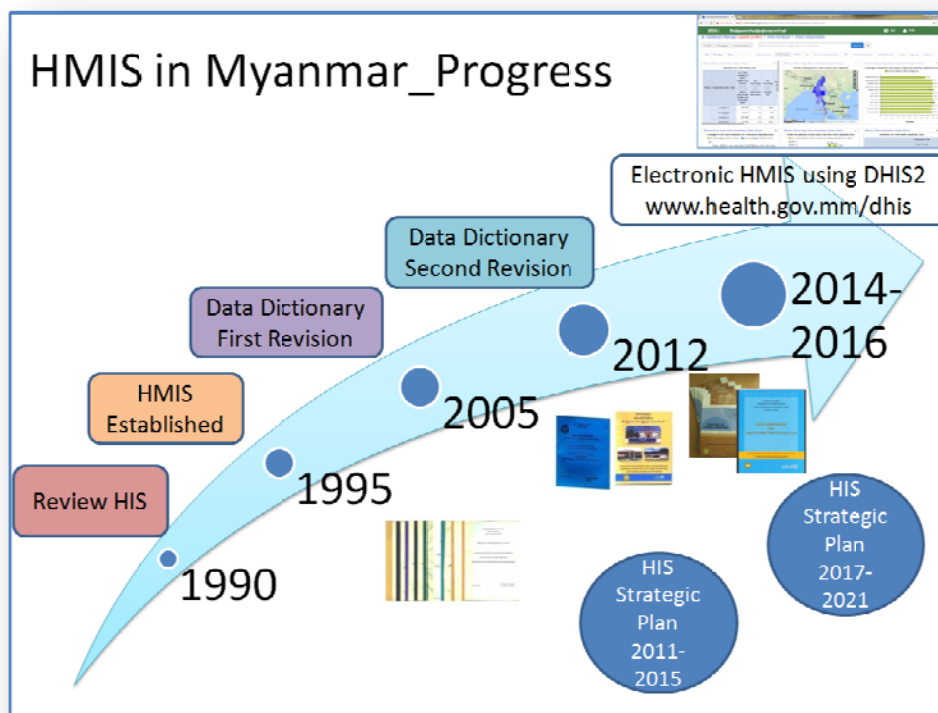 HMIS in Myanmar_Progress
Electronic HMIS using DHIS2
www.health.gov.mm/dhis
Data Dictionary
Second Revision
Data Dictionary
First Revision
HMIS
Established
Review HIS
1990
1995
2005
2012
2014-
2016
HIS
Strategic
Plan
2011-
2015
HIS
Strategic
Plan
2017-
2021